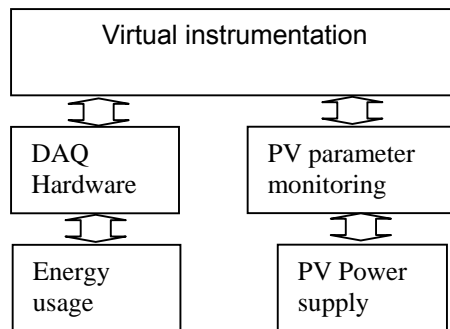 Virtual instrumentation
DAQ
Hardware
PV parameter
monitoring
Energy
usage
PV Power
supply